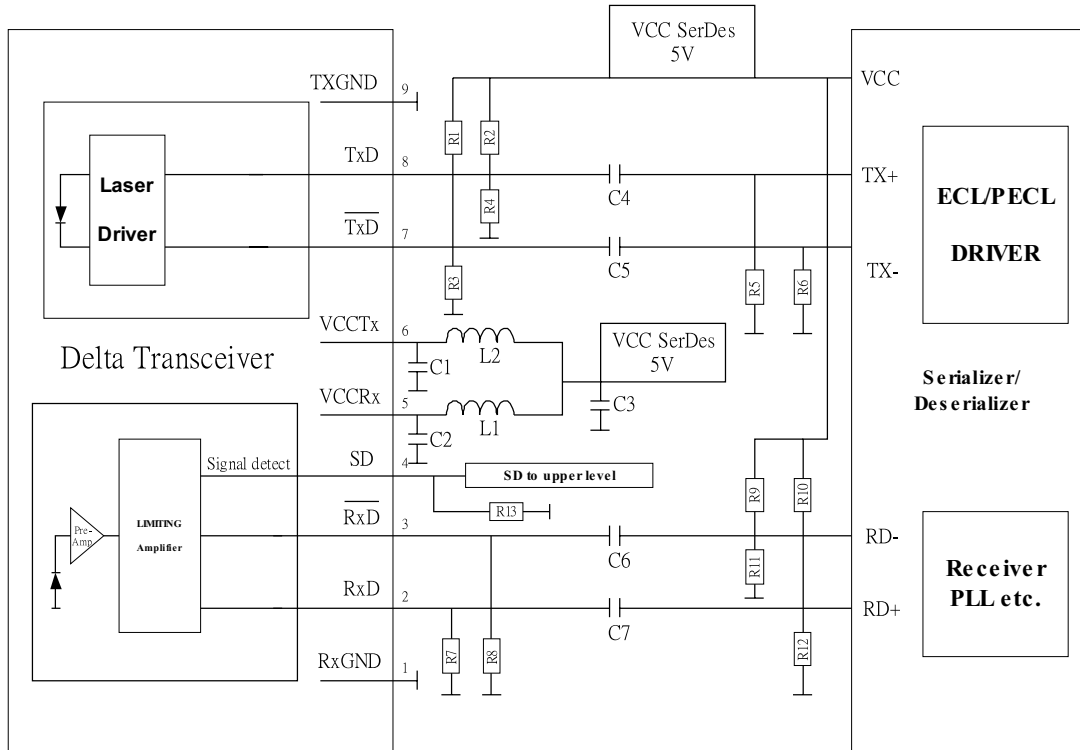 VCC SerDes
5V
TXGND
9
VCC
R1
R2
TxD
8
C4
TX+
Laser
Driver
R4
ECL/PECL
DRIVER
TxD
7
C5
TX-
R3
R5
R6
VCCTx
6
L2
C1
VCC SerDes
5V
Delta Transceiver
VCCRx
5
L1
C2
C3
Serializer/
Deserializer
Signal detect
SD
4
SD to upper level
R9
R10
R13
RxD
3
C6
RD-
Pre-
Amp
LIMITING
Amplifier
R11
Receiver
PLL etc.
RxD
2
C7
RD+
R7
R8
R12
RxGND
1